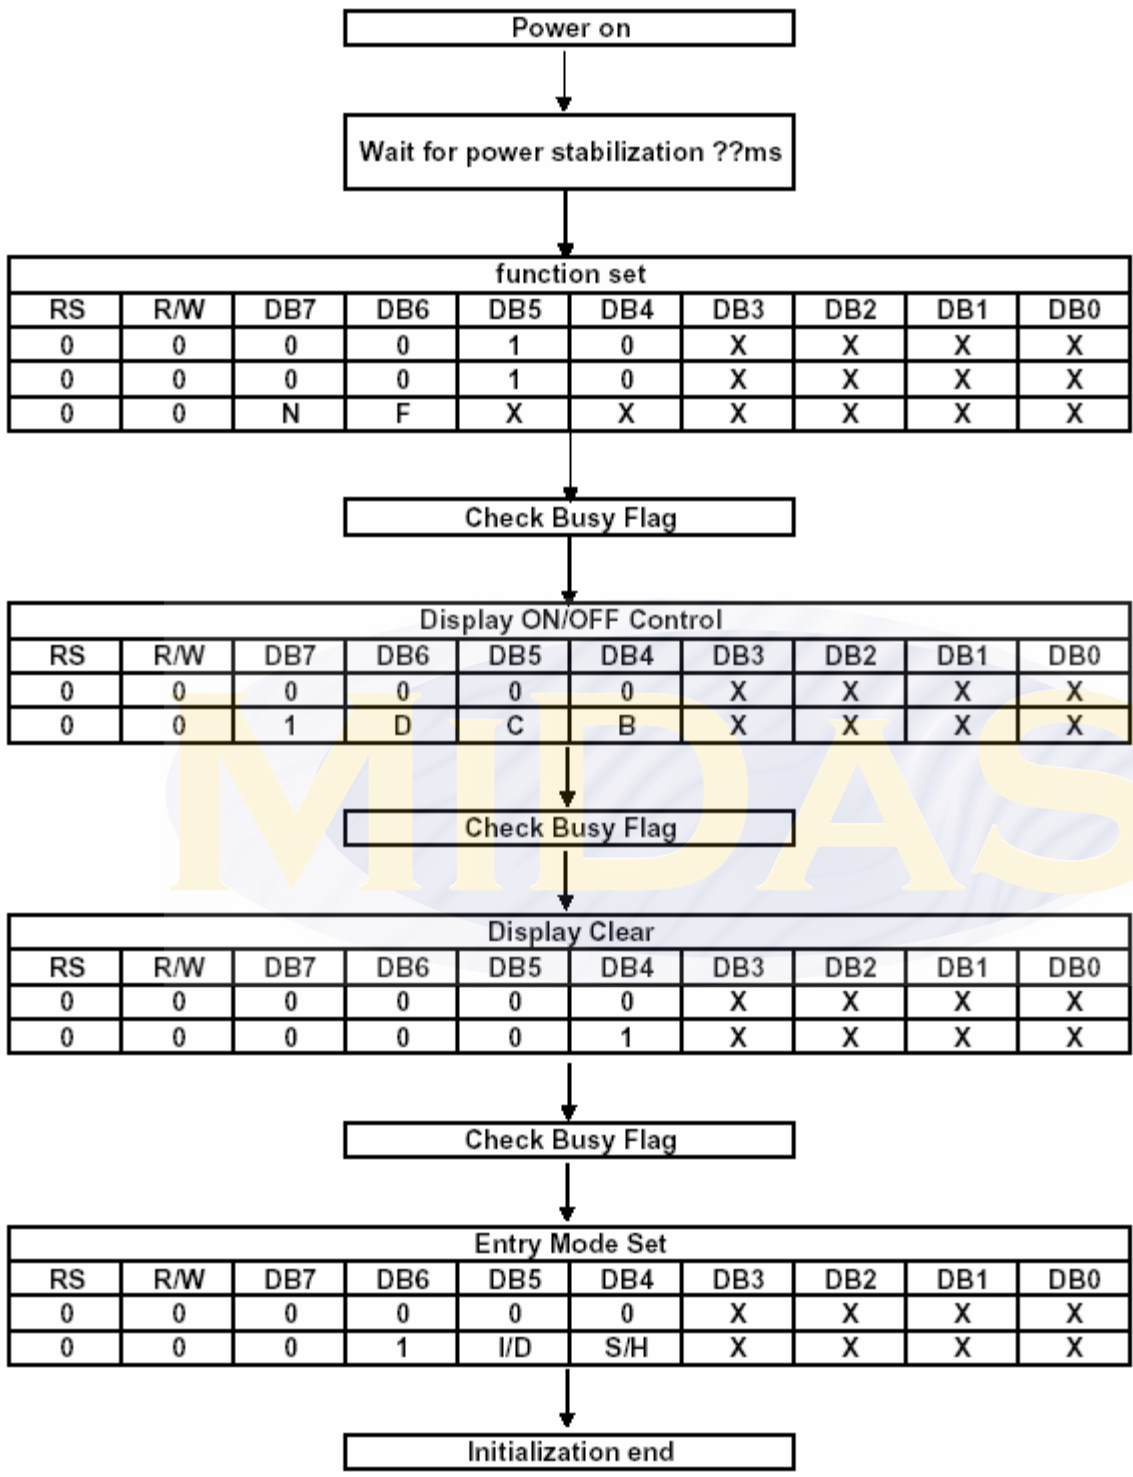 Power on
Wait for power stabilization ??ms
function set
RS R/W DB7 DB6 DB5 DB4 DB3 DB2 DB1 DB0
0 0 0 0 1 0 X X X X
0 0 0 0 1 0 X X X X
0 0 N F X X X X X X
Check Busy Flag
Display ON/OFF Control
RS R/W DB7 DB6 DB5 DB4 DB3 DB2 DB1 DB0
0 0 0 0 0 0 X X X X
0 0 1 D C B X X X X
MIDAS
Check Busy Flag
Display Clear
RS R/W DB7 DB6 DB5 DB4 DB3 DB2 DB1 DB0
0 0 0 0 0 0 X X X X
0 0 0 0 0 1 X X X X
Check Busy Flag
Entry Mode Set
RS R/W DB7 DB6 DB5 DB4 DB3 DB2 DB1 DB0
0 0 0 0 0 0 X X X X
0 0 0 1 I/D S/H X X X X
Initialization end